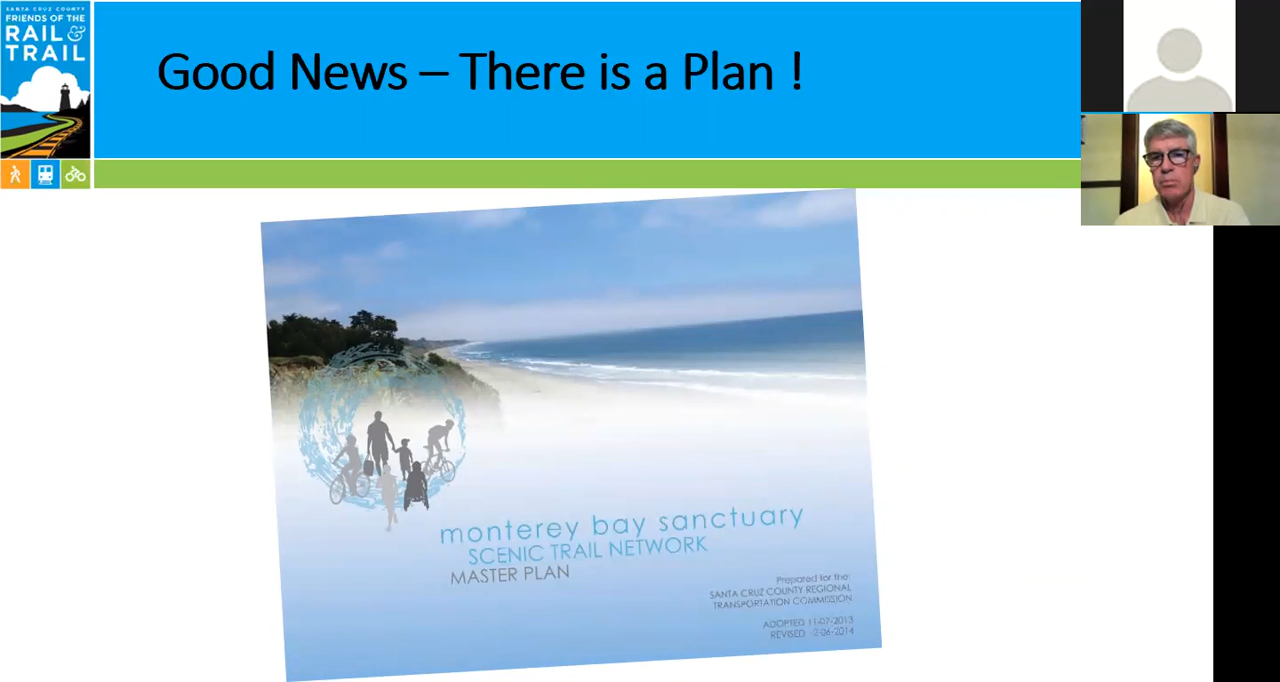 SANTA CRUZ COUNTY
FRIENDS OF THE
RAIL &
TRAIL
Good News – There is a Plan !
monterey bay sanctuary
SCENIC TRAIL NETWORK
MASTER PLAN
Prepared for the:
SANTA CRUZ COUNTY REGIONAL
TRANSPORTATION COMMISSION
ADOPTED 11-07-2013
REVISED 2-06-2014